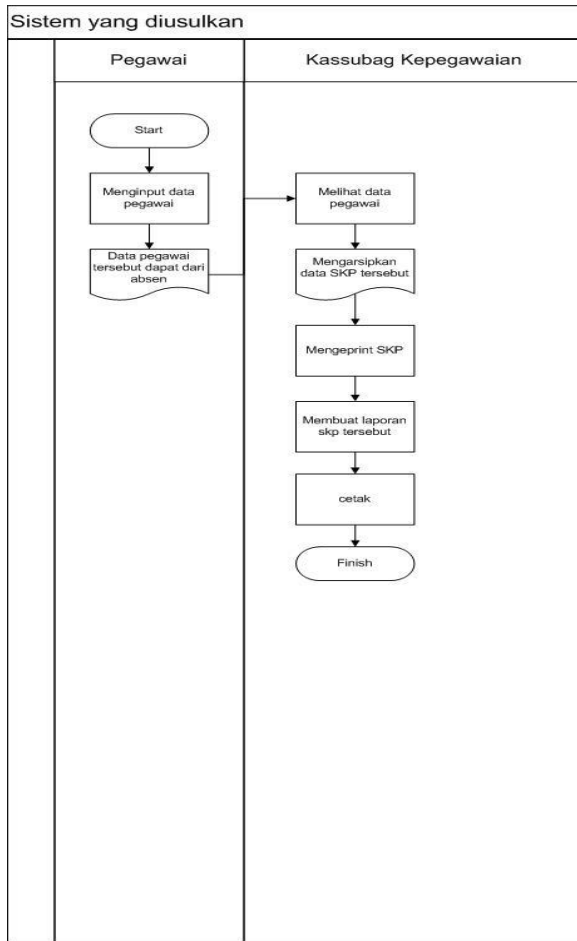 Sistem yang diusulkan
Pegawai
Kassubag Kepegawaian
Start
Menginput data
pegawai
Data pegawai
tersebut dapat dari
absen
Melihat data
pegawai
Mengarsipkan
data SKP tersebut
Mengeprint SKP
Membuat laporan
skp tersebut
cetak
Finish